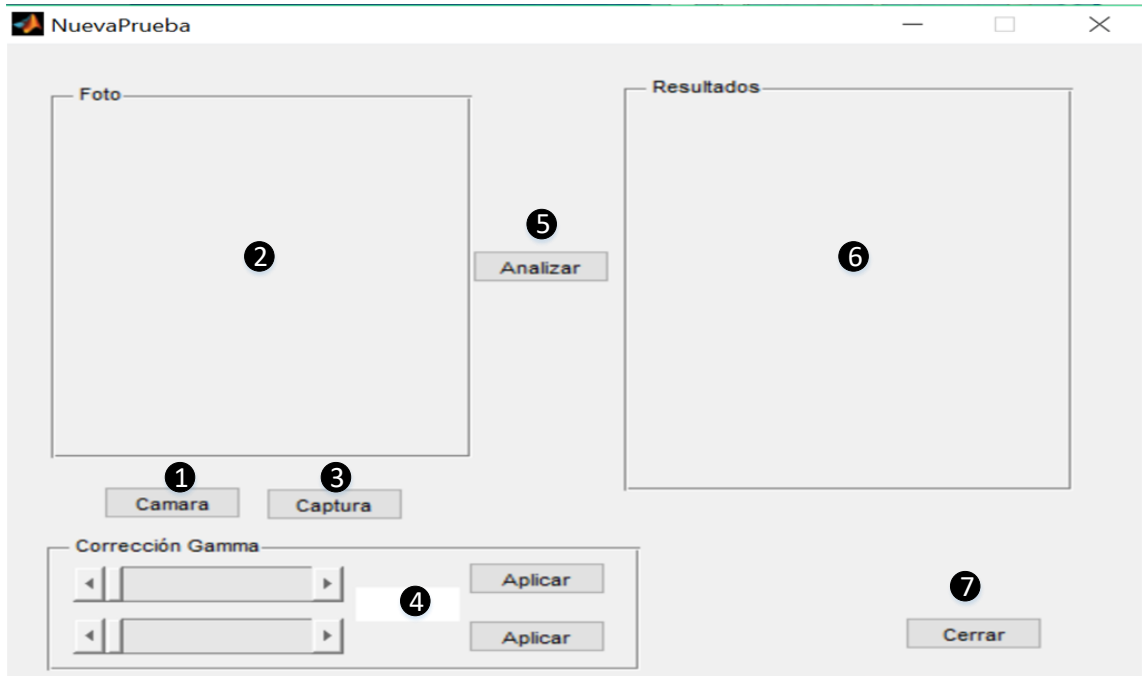 NuevaPrueba
Foto
Resultados
5
2
Analizar
6
1
3
Camara
Captura
Corrección Gamma
Aplicar
4
7
Aplicar
Cerrar